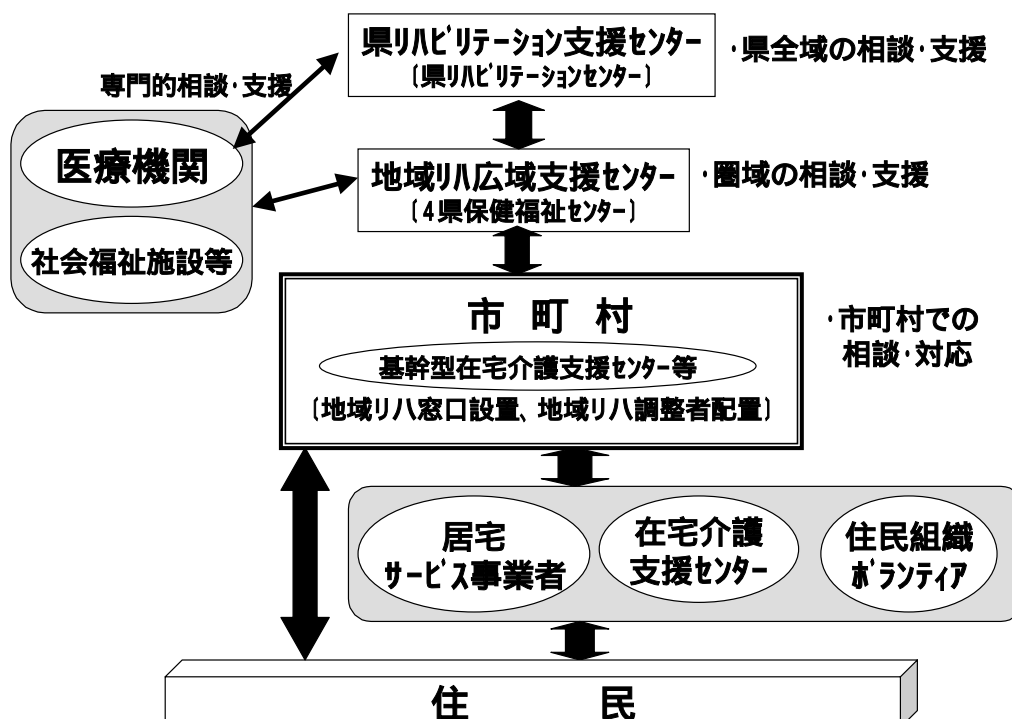 県リハビリテーション支援センター
(県リハビリテーションセンター)
・県全域の相談・支援
専門的相談・支援
医療機関
社会福祉施設等
地域リハ広域支援センター
(4県保健福祉センター)
・圏域の相談・支援
市町村
基幹型在宅介護支援センター等
(地域リハ窓口設置、地域リハ調整者配置)
・市町村での
相談・対応
居宅
サービス事業者
在宅介護
支援センター
住民組織
ボランティア
住民